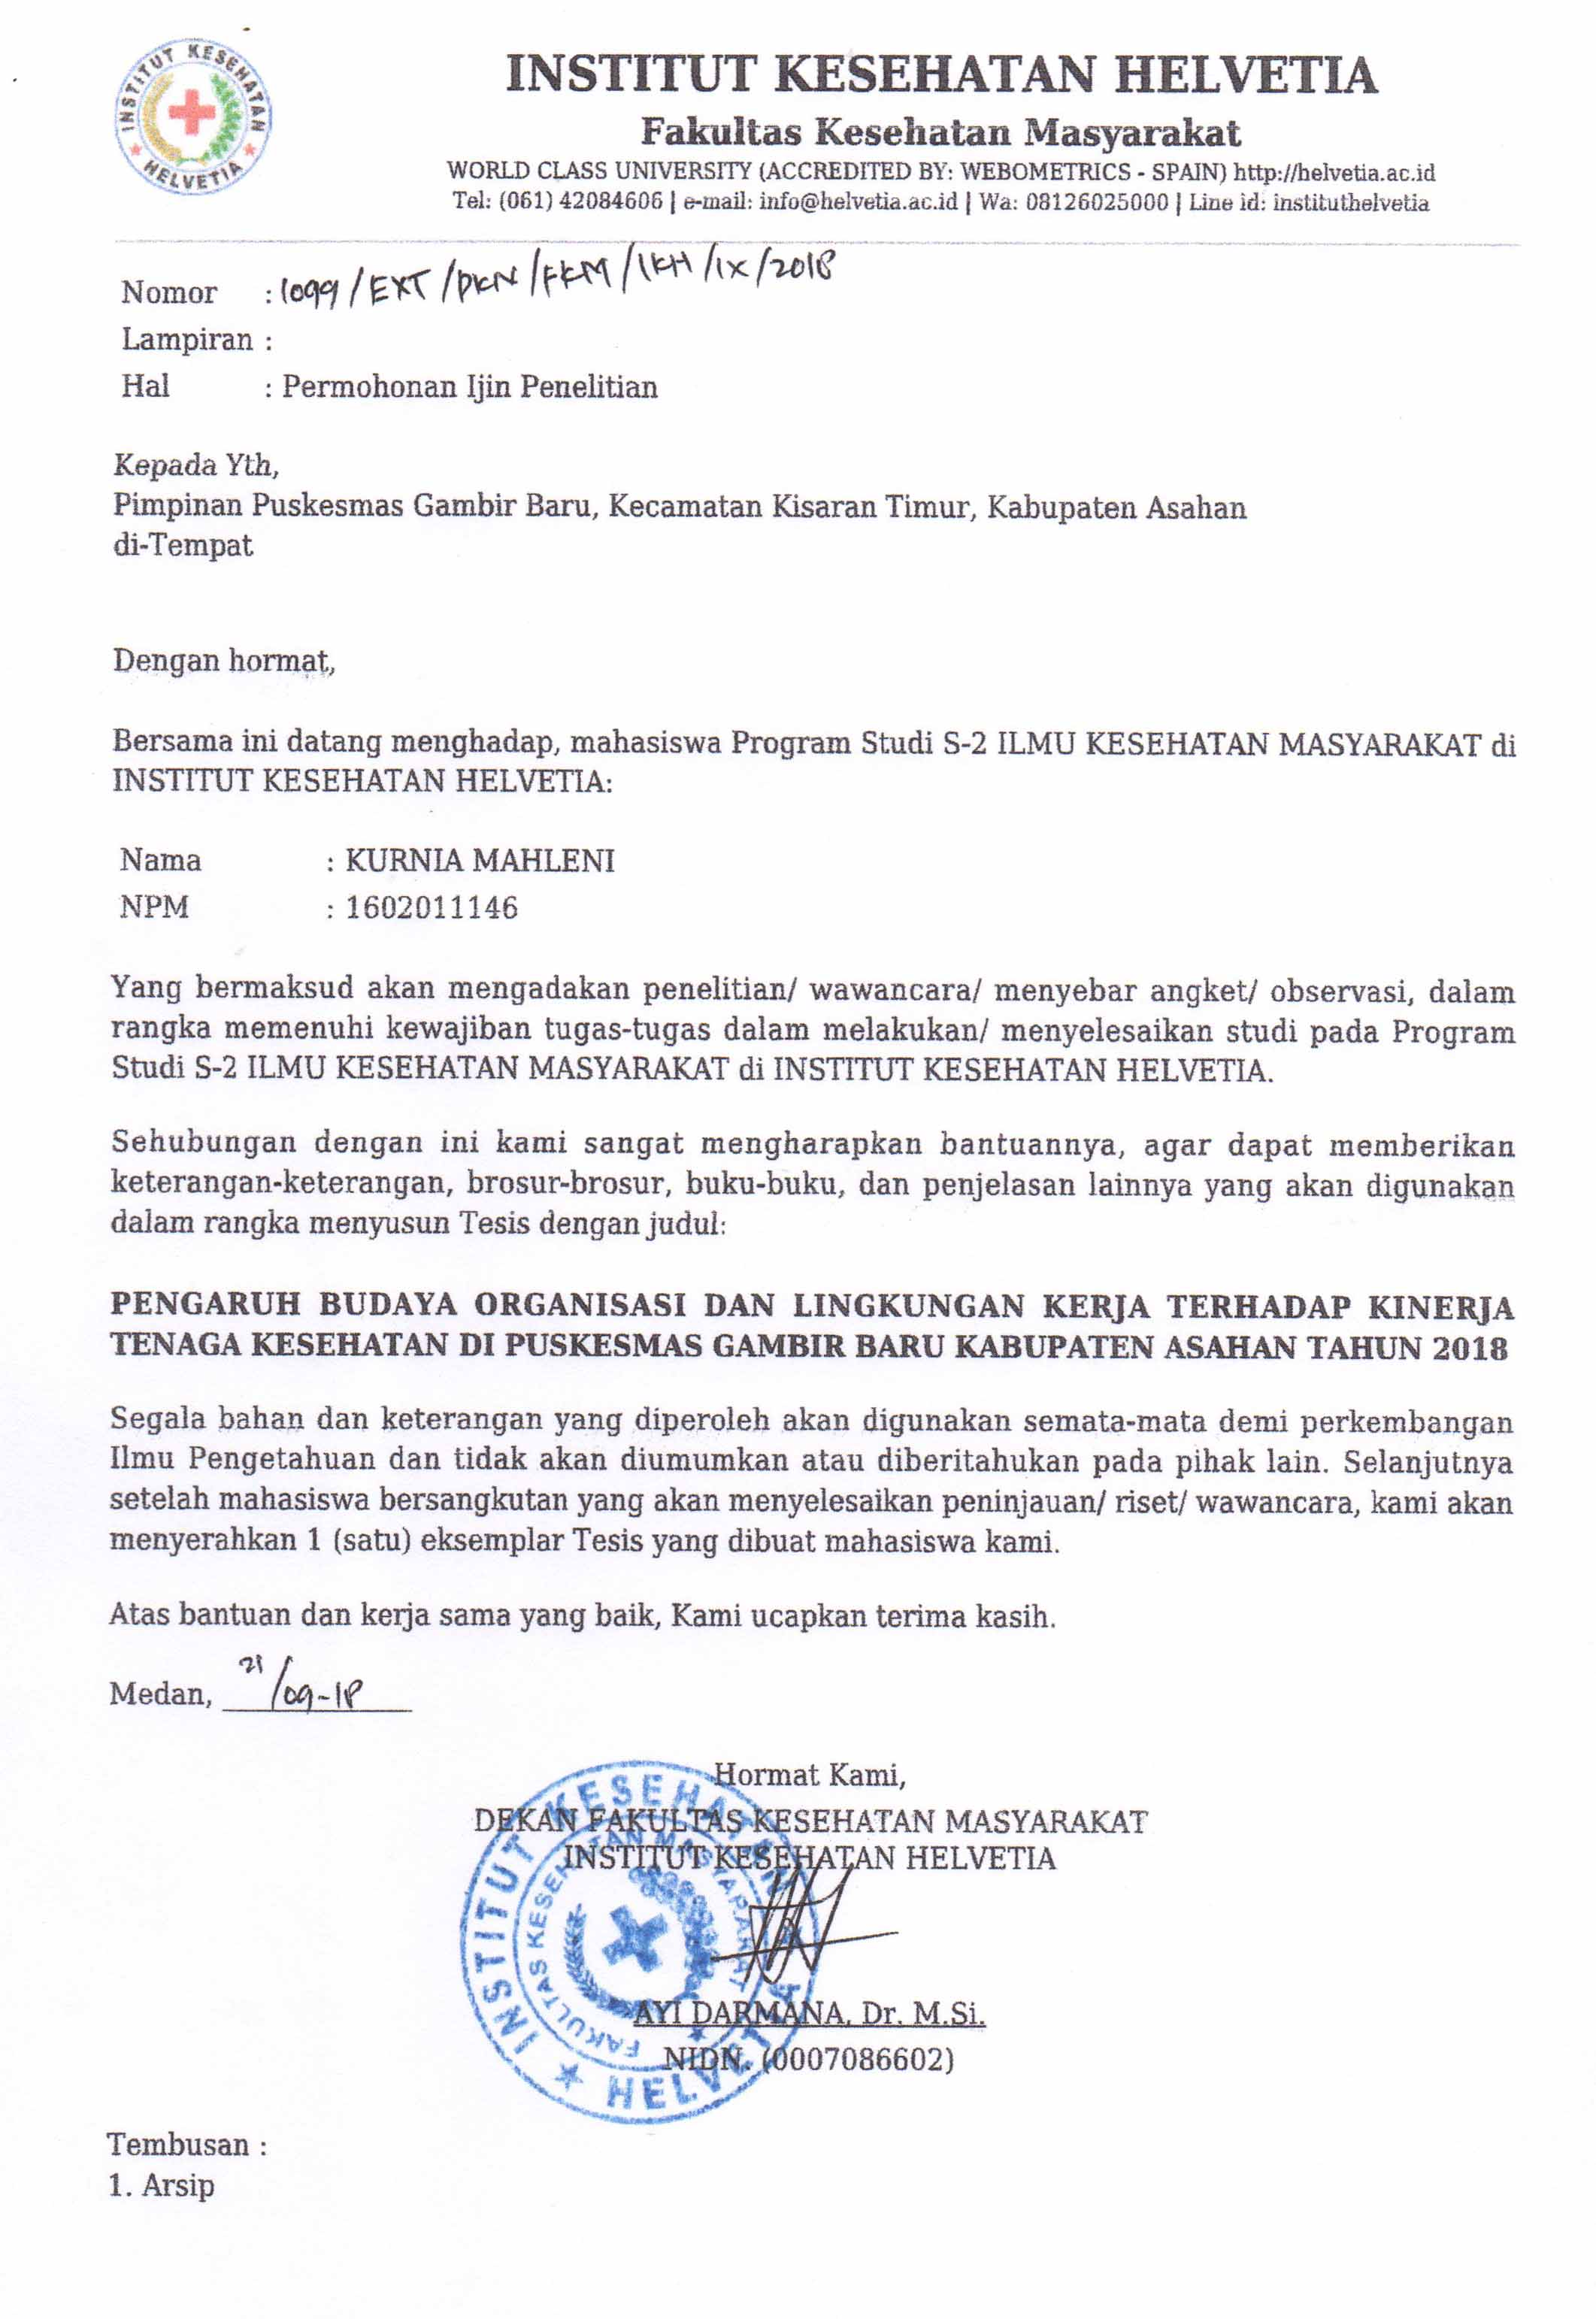 INSTITUT KESEHATAN
HELVETIA
INSTITUT KESEHATAN HELVETIA
Fakultas Kesehatan Masyarakat
WORLD CLASS UNIVERSITY (ACCREDITED BY: WEBOMETRICS - SPAIN) http://helvetia.ac.id
Tel: (061) 42084606 | e-mail: info@helvetia.ac.id | Wa: 08126025000 | Line id: instituthelvetia
Nomor : 1099/EXT/DKN/FKM/IKH/IX/2018
Lampiran :
Hal : Permohonan Ijin Penelitian
Kepada Yth,
Pimpinan Puskesmas Gambir Baru, Kecamatan Kisaran Timur, Kabupaten Asahan
di-Tempat
Dengan hormat,
Bersama ini datang menghadap, mahasiswa Program Studi S-2 ILMU KESEHATAN MASYARAKAT di
INSTITUT KESEHATAN HELVETIA:
Nama : KURNIA MAHLENI
NPM : 1602011146
Yang bermaksud akan mengadakan penelitian/ wawancara/ menyebar angket/ observasi, dalam
rangka memenuhi kewajiban tugas-tugas dalam melakukan/ menyelesaikan studi pada Program
Studi S-2 ILMU KESEHATAN MASYARAKAT di INSTITUT KESEHATAN HELVETIA.
Sehubungan dengan ini kami sangat mengharapkan bantuannya, agar dapat memberikan
keterangan-keterangan, brosur-brosur, buku-buku, dan penjelasan lainnya yang akan digunakan
dalam rangka menyusun Tesis dengan judul:
PENGARUH BUDAYA ORGANISASI DAN LINGKUNGAN KERJA TERHADAP KINERJA
TENAGA KESEHATAN DI PUSKESMAS GAMBIR BARU KABUPATEN ASAHAN TAHUN 2018
Segala bahan dan keterangan yang diperoleh akan digunakan semata-mata demi perkembangan
Ilmu Pengetahuan dan tidak akan diumumkan atau diberitahukan pada pihak lain. Selanjutnya
setelah mahasiswa bersangkutan yang akan menyelesaikan peninjauan/ riset/ wawancara, kami akan
menyerahkan 1 (satu) eksemplar Tesis yang dibuat mahasiswa kami.
Atas bantuan dan kerja sama yang baik, Kami ucapkan terima kasih.
Medan, 21/09-18
Hormat Kami,
DEKAN FAKULTAS KESEHATAN MASYARAKAT
INSTITUT KESEHATAN HELVETIA
INSTITUT KESEHATAN
FAKULTAS KESEHATAN MASYARAKAT
HELVETIA
AYI DARMANA, Dr. M.Si.
NIDN. (0007086602)
Tembusan :
1. Arsip